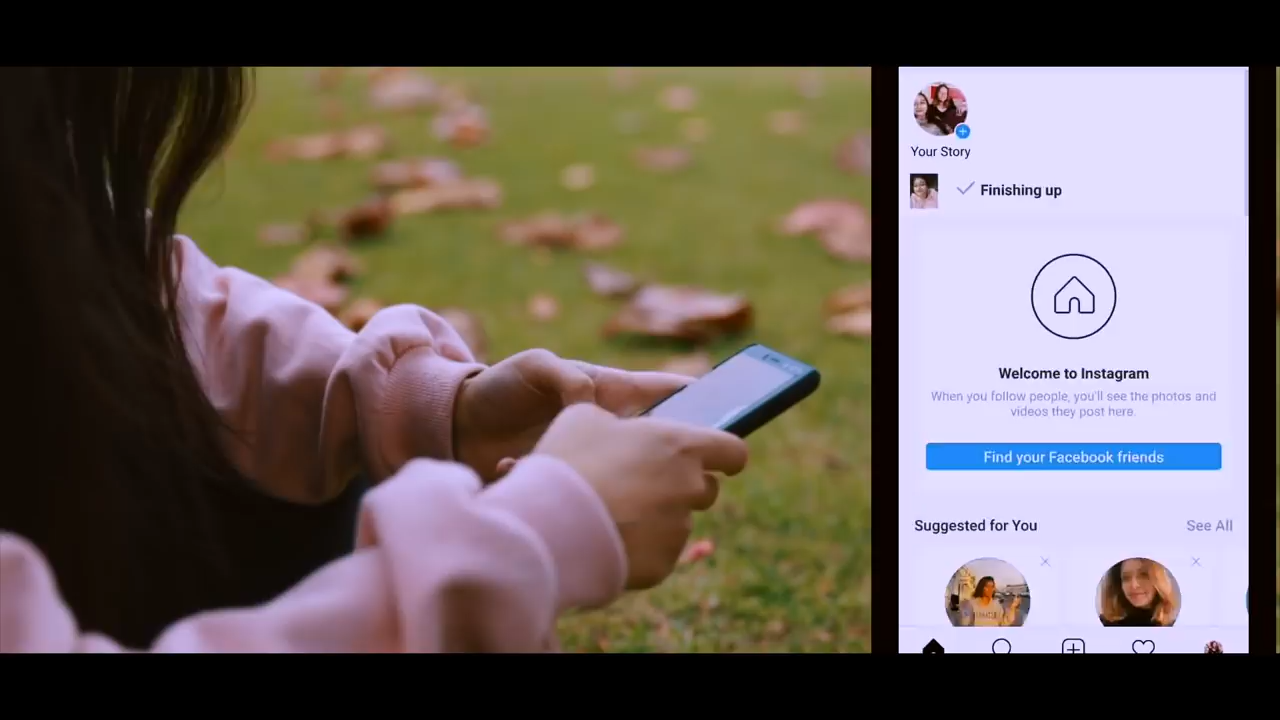 Your Story
Finishing up
Welcome to Instagram
When you follow people, you'll see the photos and
videos they post here.
Find your Facebook friends
Suggested for You
See All